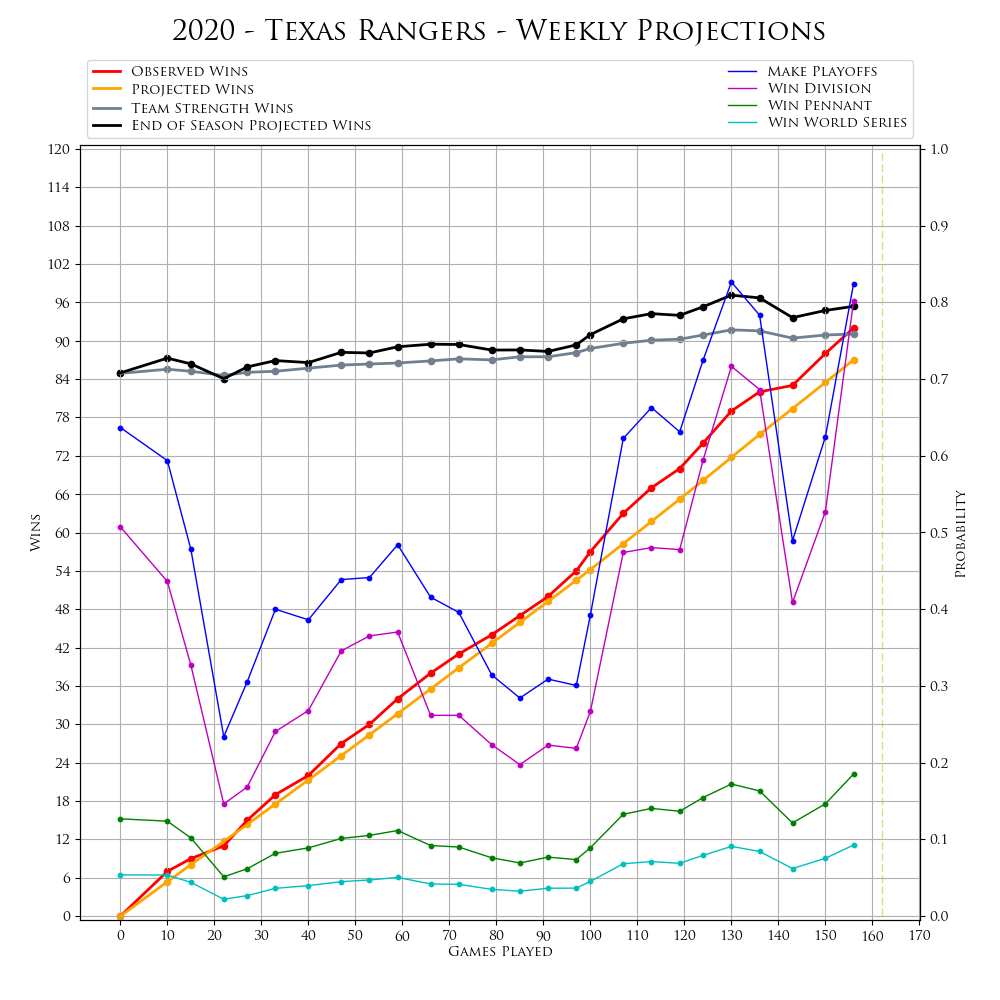 2020 - Texas Rangers - Weekly Projections
Observed Wins
Projected Wins
Team Strength Wins
End of Season Projected Wins
Make Playoffs
Win Division
Win Pennant
Win World Series
120
114
108
102
96
90
84
78
72
66
60
54
48
42
36
30
24
18
12
6
0
Wins
1.0
0.9
0.8
0.7
0.6
0.5
0.4
0.3
0.2
0.1
0.0
Probability
0 10 20 30 40 50 60 70 80 90 100 110 120 130 140 150 160 170
Games Played